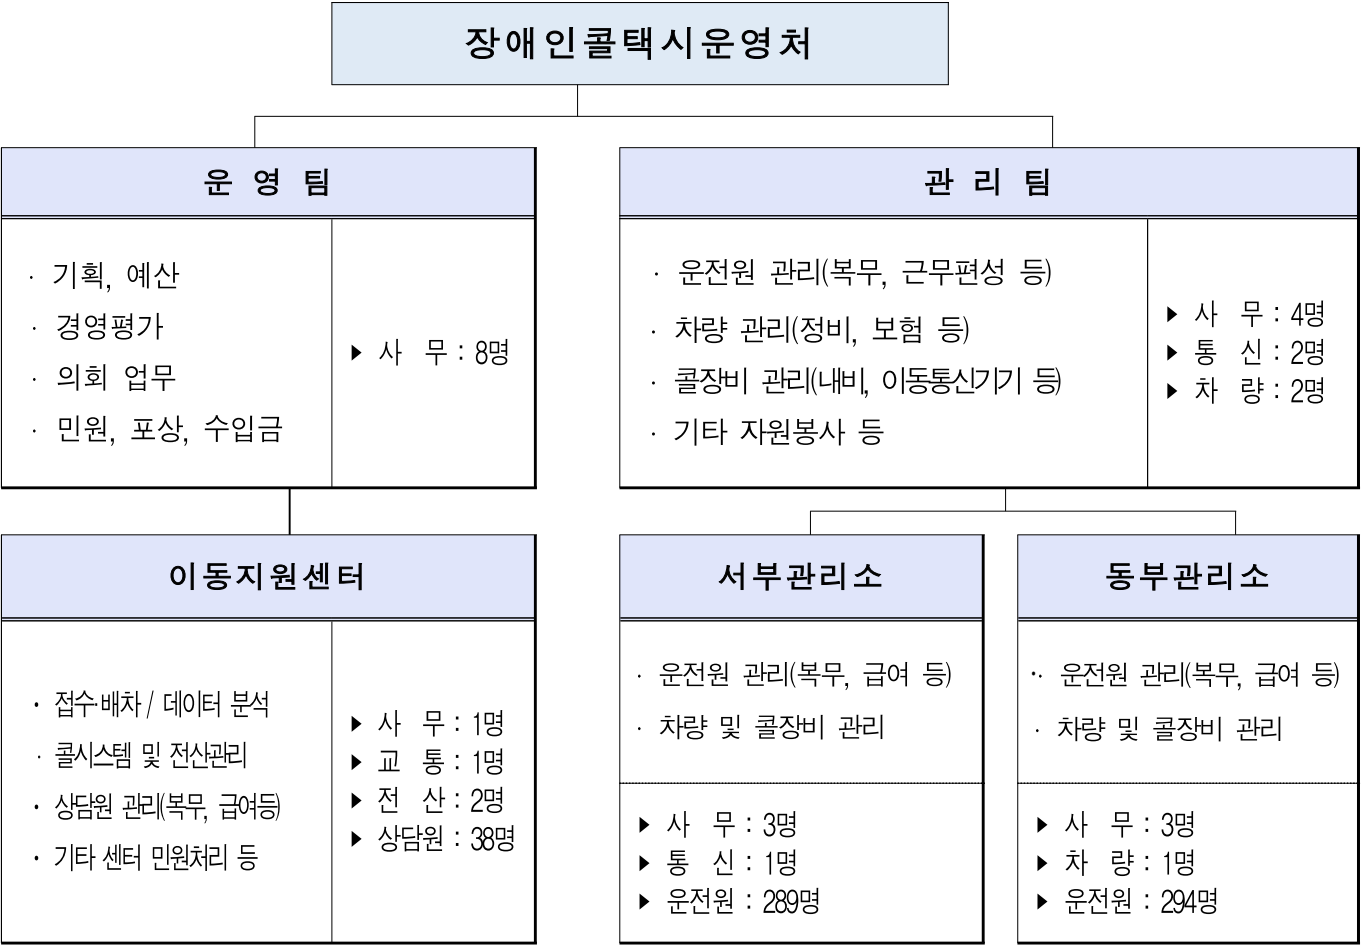 장애인콜택시운영처
운 영 팀
· 기획, 예산
· 경영평가
· 의회 업무
· 민원, 포상, 수입금
▶ 사 무 : 8명
관 리 팀
· 운전원 관리(복무, 근무편성 등)
· 차량 관리(정비, 보험 등)
· 콜장비 관리(내비, 이동통신기기 등)
· 기타 자원봉사 등
▶ 사 무 : 4명
▶ 통 신 : 2명
▶ 차 량 : 2명
이동지원센터
· 접수·배차 / 데이터 분석
· 콜시스템 및 전산관리
· 상담원 관리(복무, 급여등)
· 기타 센터 민원처리 등
▶ 사 무 : 1명
▶ 교 통 : 1명
▶ 전 산 : 2명
▶ 상담원 : 38명
서부관리소
· 운전원 관리(복무, 급여 등)
· 차량 및 콜장비 관리
▶ 사 무 : 3명
▶ 통 신 : 1명
▶ 운전원 : 289명
동부관리소
·· 운전원 관리(복무, 급여 등)
· 차량 및 콜장비 관리
▶ 사 무 : 3명
▶ 차 량 : 1명
▶ 운전원 : 294명